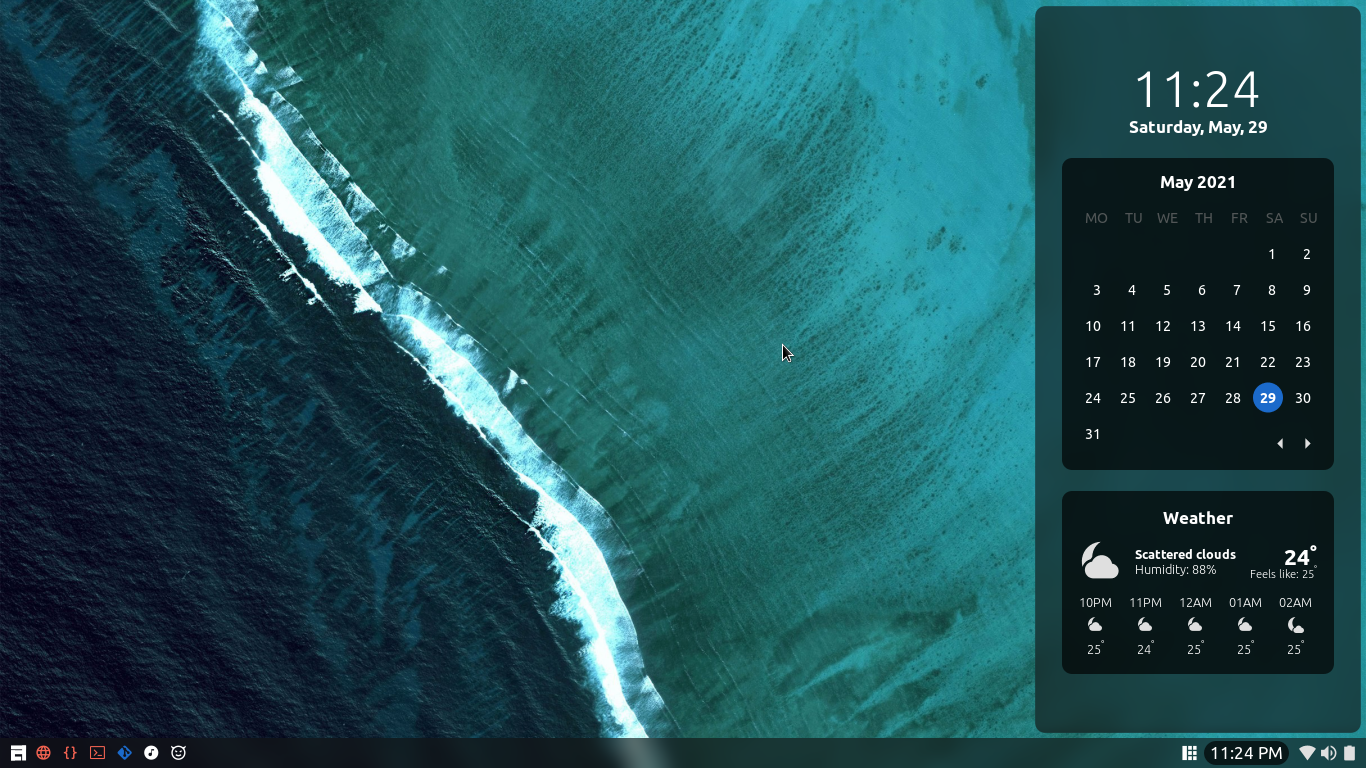 11:24
Saturday, May, 29
May 2021
MO TU WE TH FR SA SU
1 2
3 4 5 6 7 8 9
10 11 12 13 14 15 16
17 18 19 20 21 22 23
24 25 26 27 28 29 30
31
Weather
Scattered clouds 24°
Humidity: 88% Feels like: 25°
10PM 11PM 12AM 01AM 02AM
25° 24° 25° 25° 25°
11:24 PM